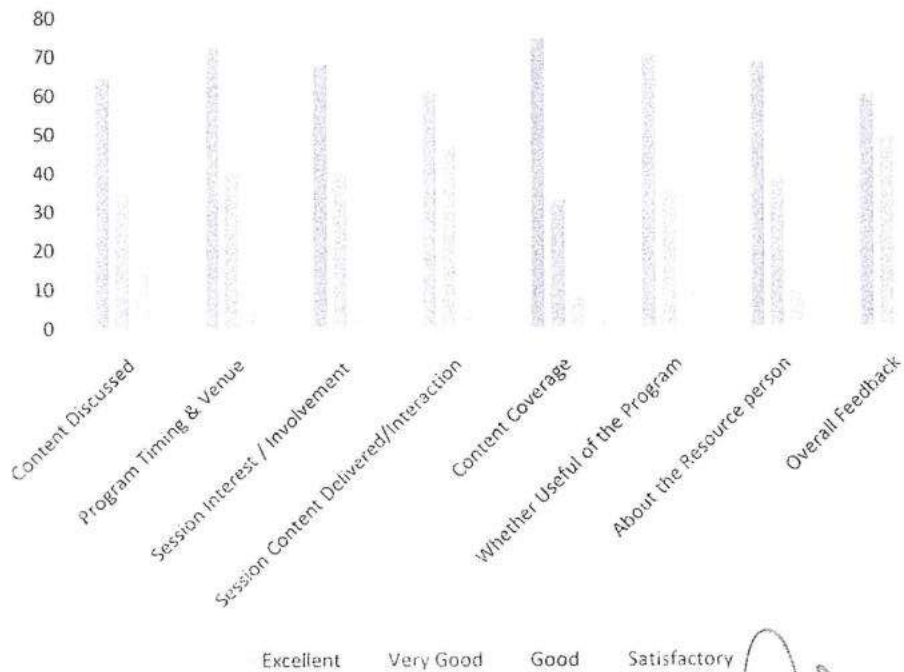 80
70
60
50
40
30
20
10
0
Content Discussed
Program Timing & Venue
Session Interest / Involvement
Session Content Delivered/Interaction
Content Coverage
Whether Useful of the Program
About the Resource person
Overall Feedback
Excellent Very Good Good Satisfactory